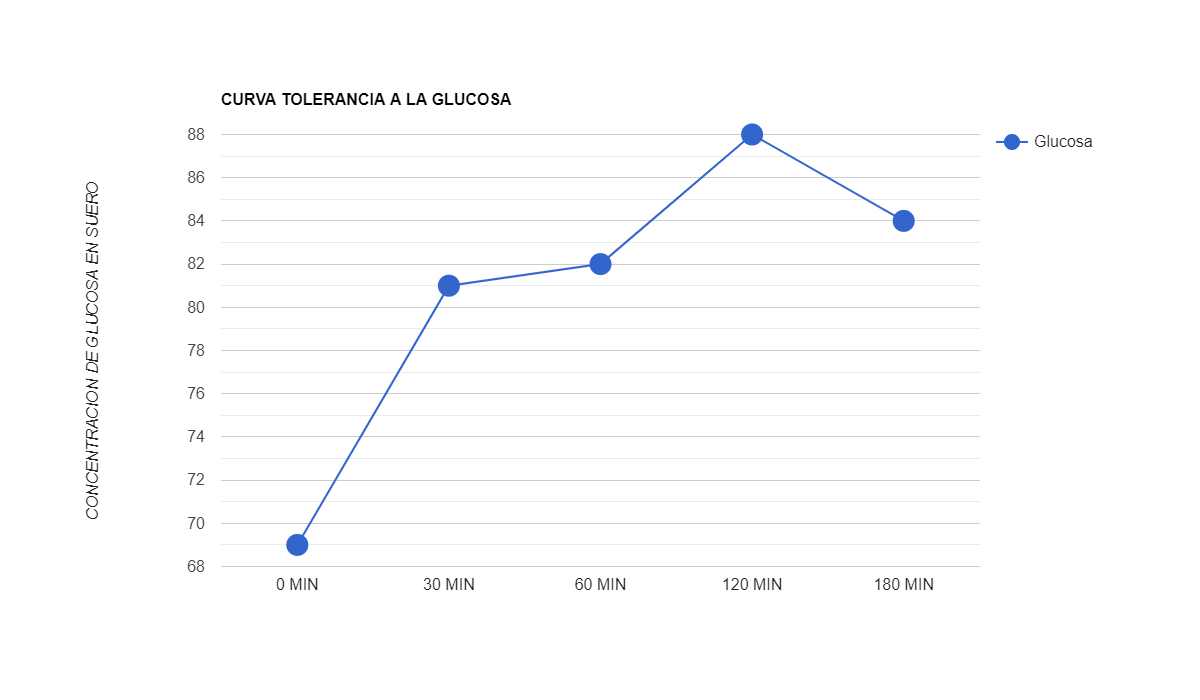 CURVA TOLERANCIA A LA GLUCOSA
CONCENTRACION DE GLUCOSA EN SUERO
88
86
84
82
80
78
76
74
72
70
68
0 MIN
30 MIN
60 MIN
120 MIN
180 MIN
Glucosa